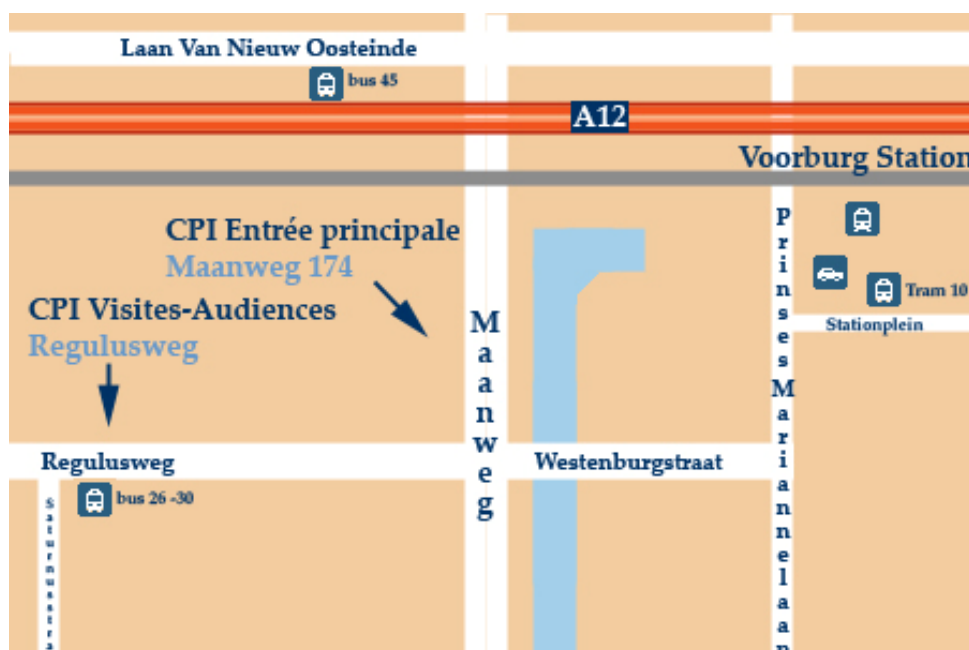 Laan Van Nieuw Oosteinde
bus 45
A12
Voorburg Station
CPI Entrée principale
Maanweg 174
CPI Visites-Audiences
Regulusweg
Maanweg
Prinses Mariannelaan
Tram 10
Stationplein
Regulusweg
Westenburgstraat
bus 26 -30
Saturnusstra